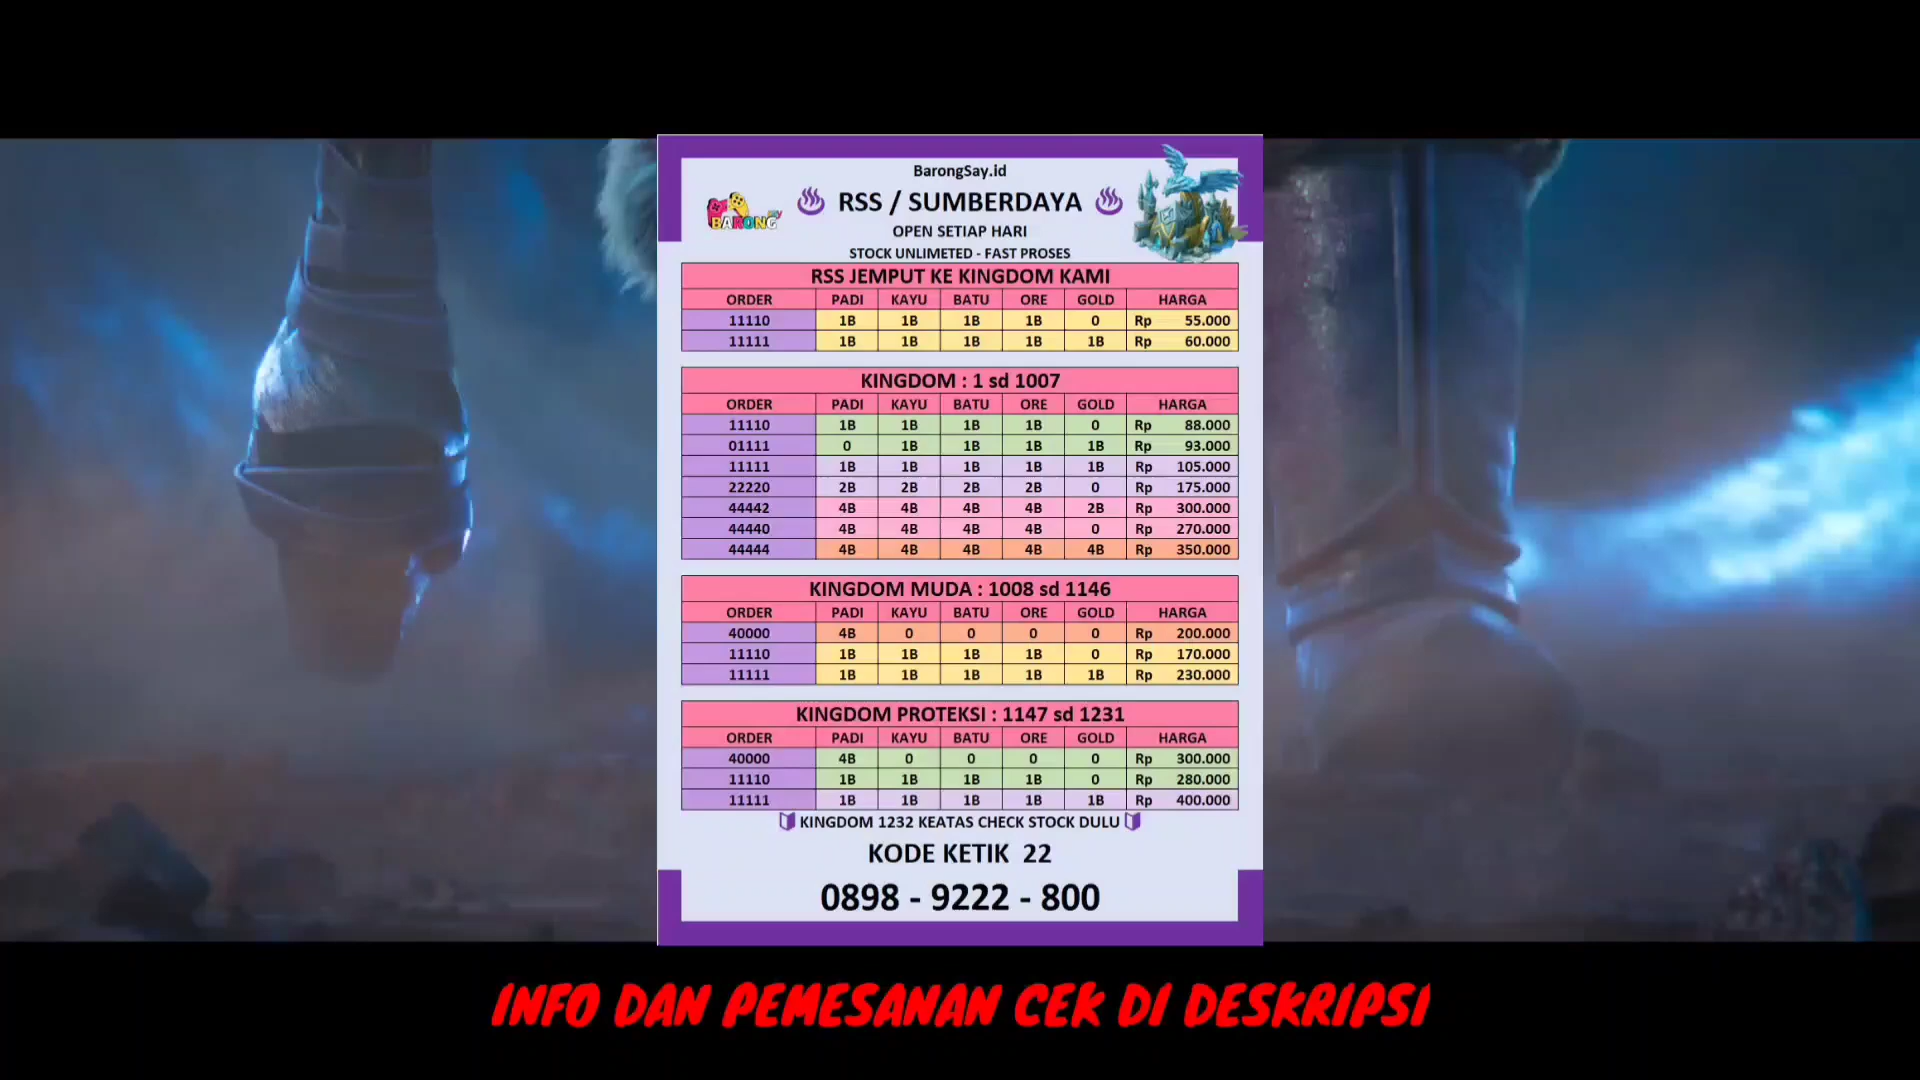 BarongSay.id
BARONG
RSS / SUMBERDAYA
OPEN SETIAP HARI
STOCK UNLIMETED - FAST PROSES
RSS JEMPUT KE KINGDOM KAMI
ORDER PADI KAYU BATU ORE GOLD HARGA
11110 1B 1B 1B 1B 0 Rp 55.000
11111 1B 1B 1B 1B 1B Rp 60.000
KINGDOM : 1 sd 1007
ORDER PADI KAYU BATU ORE GOLD HARGA
11110 1B 1B 1B 1B 0 Rp 88.000
01111 0 1B 1B 1B 1B Rp 93.000
11111 1B 1B 1B 1B 1B Rp 105.000
22220 2B 2B 2B 2B 0 Rp 175.000
44442 4B 4B 4B 4B 2B Rp 300.000
44440 4B 4B 4B 4B 0 Rp 270.000
44444 4B 4B 4B 4B 4B Rp 350.000
KINGDOM MUDA : 1008 sd 1146
ORDER PADI KAYU BATU ORE GOLD HARGA
40000 4B 0 0 0 0 Rp 200.000
11110 1B 1B 1B 1B 0 Rp 170.000
11111 1B 1B 1B 1B 1B Rp 230.000
KINGDOM PROTEKSI : 1147 sd 1231
ORDER PADI KAYU BATU ORE GOLD HARGA
40000 4B 0 0 0 0 Rp 300.000
11110 1B 1B 1B 1B 0 Rp 280.000
11111 1B 1B 1B 1B 1B Rp 400.000
KINGDOM 1232 KEATAS CHECK STOCK DULU
KODE KETIK 22
0898 - 9222 - 800
INFO DAN PEMESANAN CEK DI DESKRIPSI